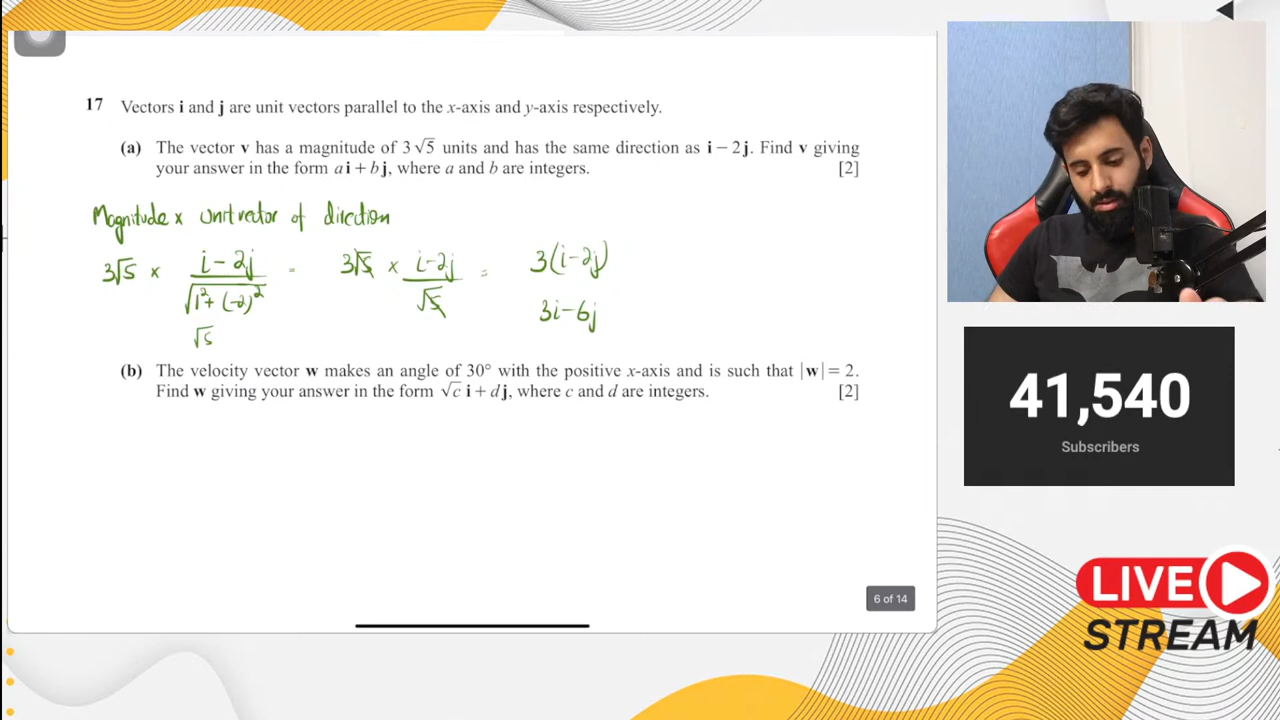 17 Vectors i and j are unit vectors parallel to the x-axis and y-axis respectively.
(a) The vector v has a magnitude of 3√5 units and has the same direction as i − 2j. Find v giving
your answer in the form ai + bj, where a and b are integers. [2]
Magnitude × unit vector of direction
3√5 × (i − 2j)/√(1² + (−2)²) = 3√5 × (i−2j)/√5 = 3(i−2j)
√5
3i−6j
(b) The velocity vector w makes an angle of 30° with the positive x-axis and is such that |w| = 2.
Find w giving your answer in the form √c i + dj, where c and d are integers. [2]
6 of 14
41,540
Subscribers
LIVE
STREAM